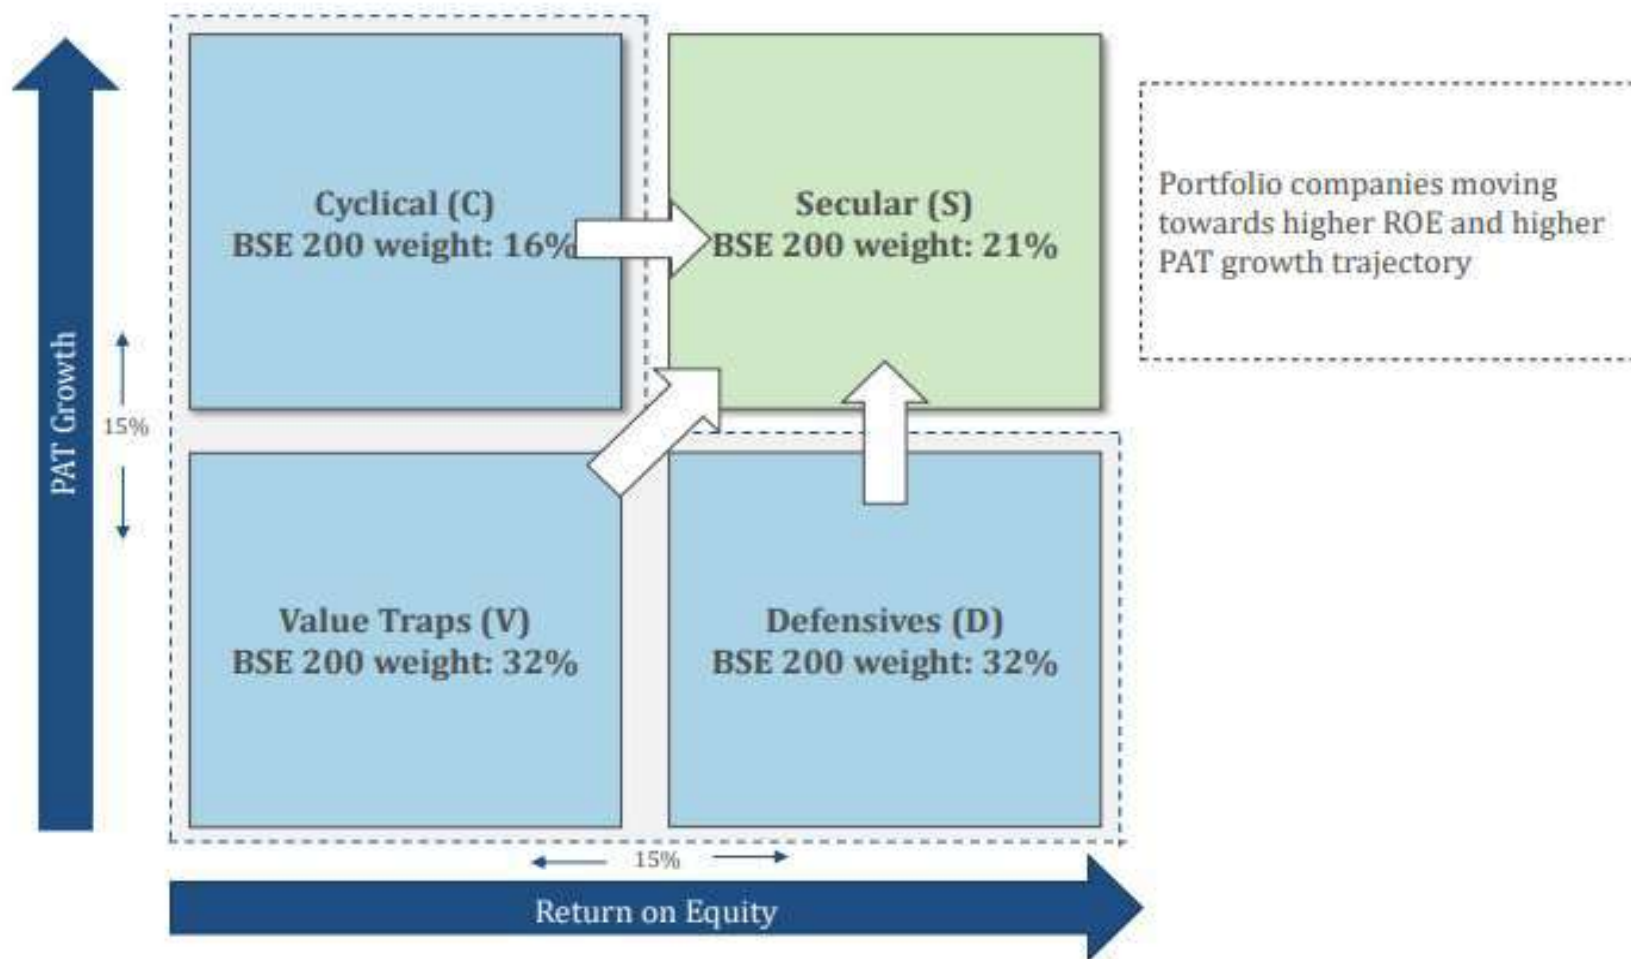 Cyclical (C)
BSE 200 weight: 16%
Secular (S)
BSE 200 weight: 21%
Portfolio companies moving
towards higher ROE and higher
PAT growth trajectory
PAT Growth
15%
Value Traps (V)
BSE 200 weight: 32%
Defensives (D)
BSE 200 weight: 32%
15%
Return on Equity